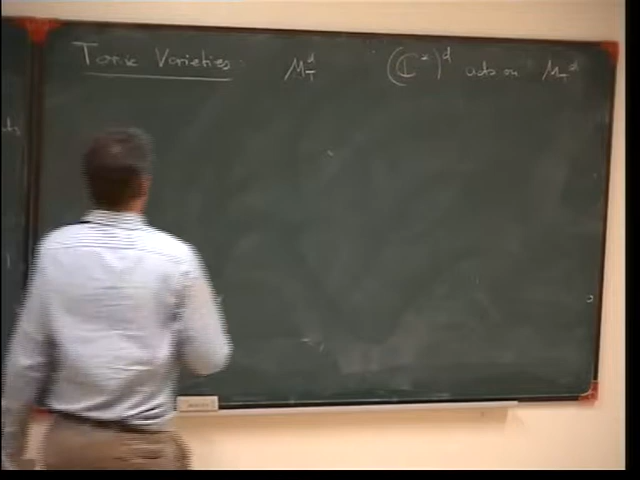 Toric Varieties M_T^d (ℂ*)^d acts on M_T^d